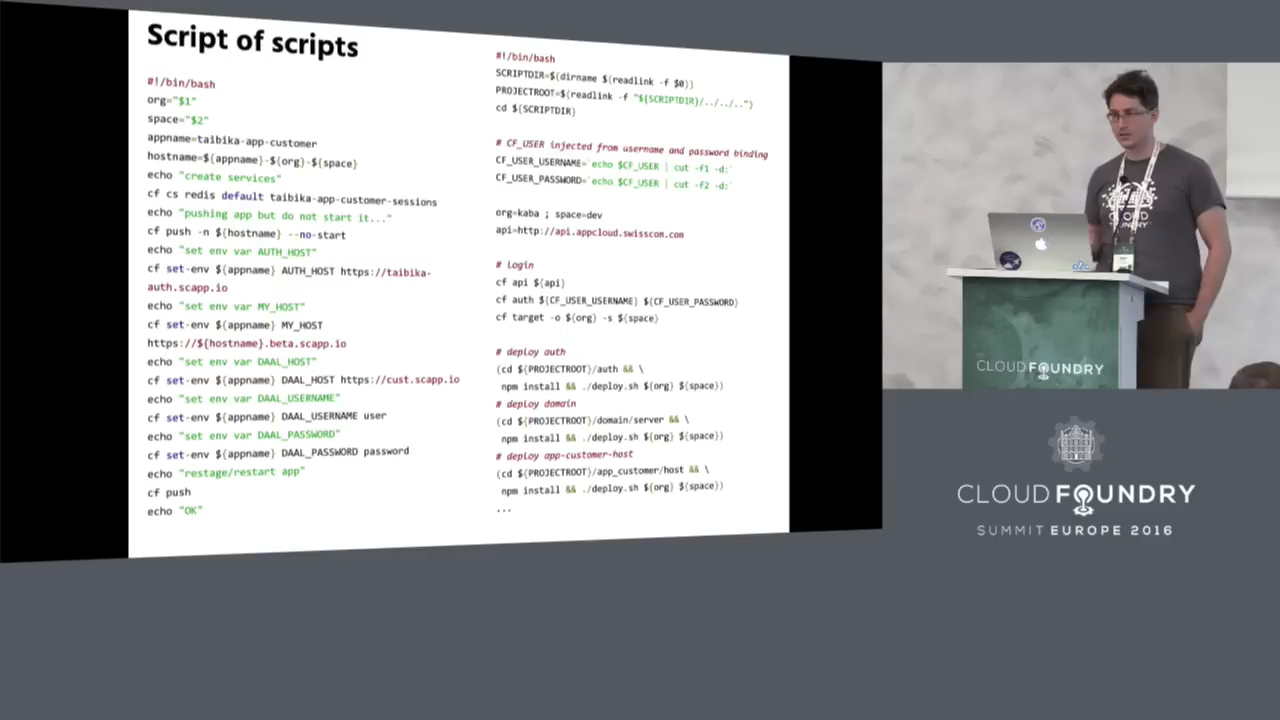 Script of scripts
#!/bin/bash
org="$1"
space="$2"
appname=taibika-app-customer
hostname=${appname}-${org}-${space}
echo "create services"
cf cs redis default taibika-app-customer-sessions
echo "pushing app but do not start it..."
cf push -n ${hostname} --no-start
echo "set env var AUTH_HOST"
cf set-env ${appname} AUTH_HOST https://taibika-
auth.scapp.io
echo "set env var MY_HOST"
cf set-env ${appname} MY_HOST
https://${hostname}.beta.scapp.io
echo "set env var DAAL_HOST"
cf set-env ${appname} DAAL_HOST https://cust.scapp.io
echo "set env var DAAL_USERNAME"
cf set-env ${appname} DAAL_USERNAME user
echo "set env var DAAL_PASSWORD"
cf set-env ${appname} DAAL_PASSWORD password
echo "restage/restart app"
cf push
echo "OK"
#!/bin/bash
SCRIPTDIR=$(dirname $(readlink -f $0))
PROJECTROOT=$(readlink -f "${SCRIPTDIR}/../../..")
cd ${SCRIPTDIR}
# CF_USER injected from username and password binding
CF_USER_USERNAME=`echo $CF_USER | cut -f1 -d:`
CF_USER_PASSWORD=`echo $CF_USER | cut -f2 -d:`
org=kaba ; space=dev
api=http://api.appcloud.swisscom.com
# Login
cf api ${api}
cf auth ${CF_USER_USERNAME} ${CF_USER_PASSWORD}
cf target -o ${org} -s ${space}
# deploy auth
(cd ${PROJECTROOT}/auth && \
npm install && ./deploy.sh ${org} ${space})
# deploy domain
(cd ${PROJECTROOT}/domain/server && \
npm install && ./deploy.sh ${org} ${space})
# deploy app-customer-host
(cd ${PROJECTROOT}/app_customer/host && \
npm install && ./deploy.sh ${org} ${space})
...
CLOUD FOUNDRY
CLOUD FOUNDRY
SUMMIT EUROPE 2016